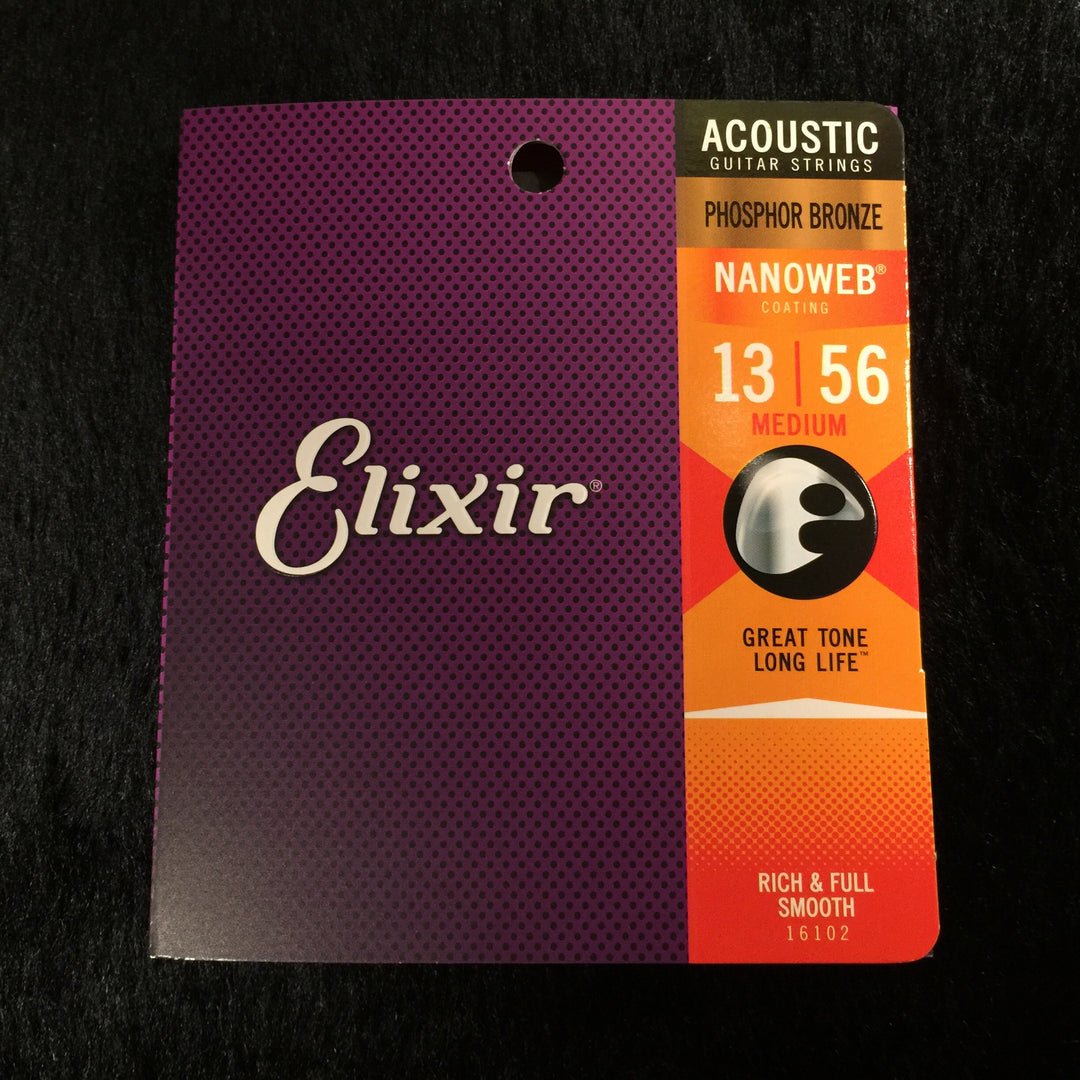 ACOUSTIC
GUITAR STRINGS
PHOSPHOR BRONZE
NANOWEB®
COATING
13 | 56
MEDIUM
Elixir®
GREAT TONE
LONG LIFE™
RICH & FULL
SMOOTH
16102